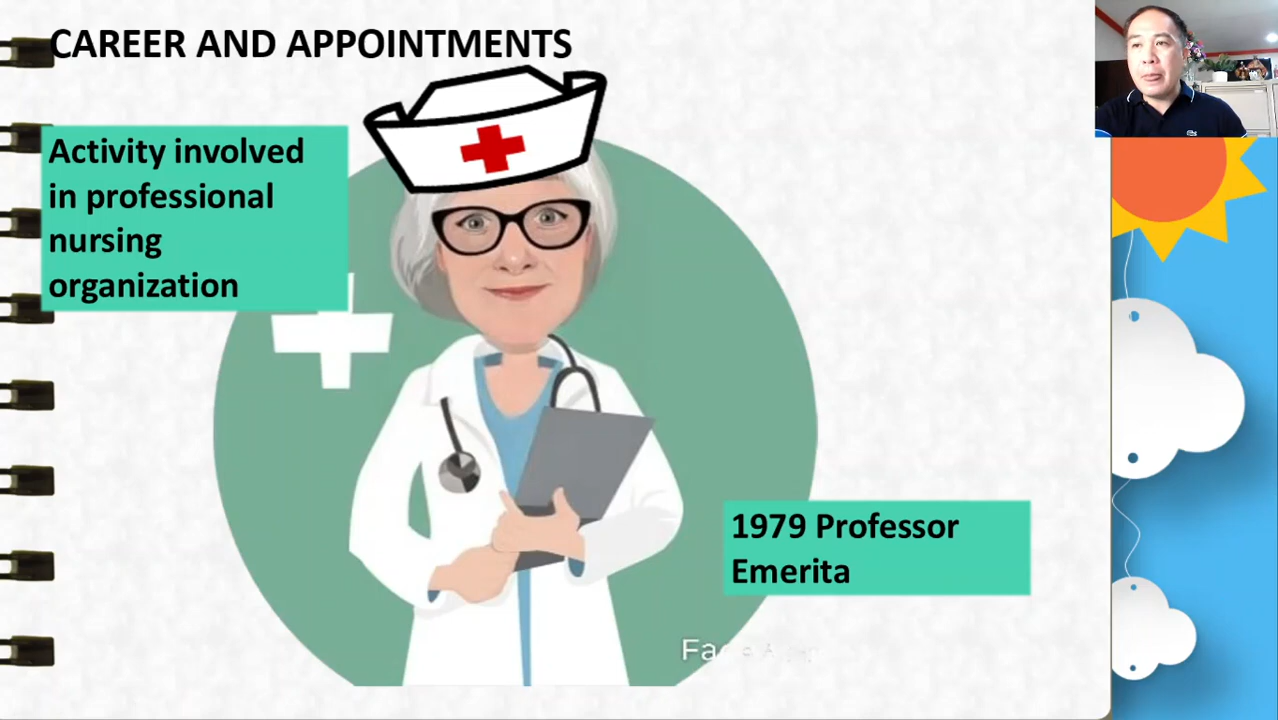 CAREER AND APPOINTMENTS
Activity involved
in professional
nursing
organization
1979 Professor
Emerita